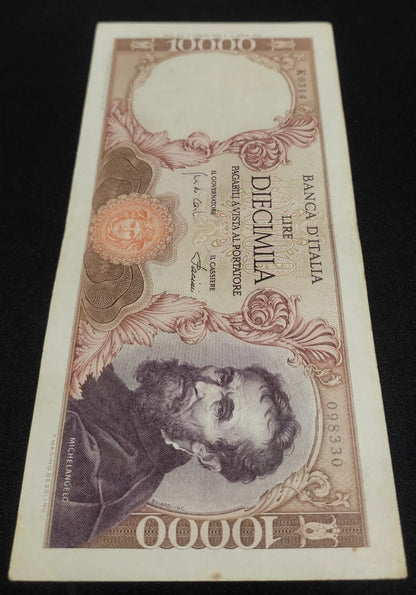 10000
K0314
BANCA D'ITALIA
LIRE
DIECIMILA
PAGABILI A VISTA AL PORTATORE
IL GOVERNATORE
IL CASSIERE
098330
MICHELANGELO
10000